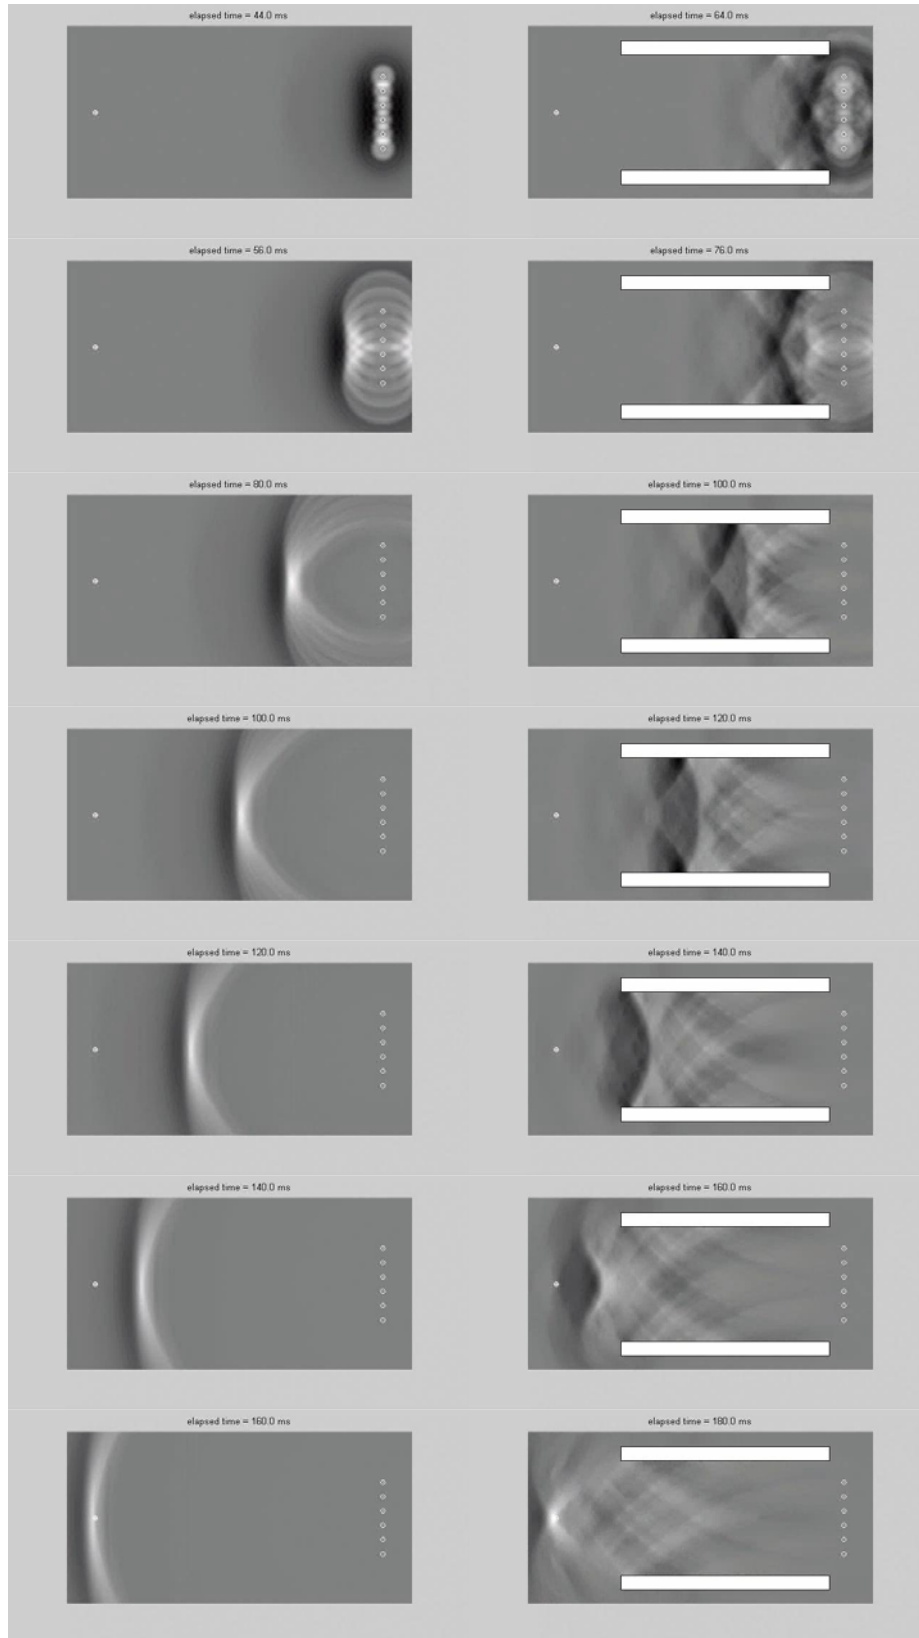 elapsed time = 44.0 ms
elapsed time = 64.0 ms
elapsed time = 56.0 ms
elapsed time = 76.0 ms
elapsed time = 80.0 ms
elapsed time = 100.0 ms
elapsed time = 100.0 ms
elapsed time = 120.0 ms
elapsed time = 120.0 ms
elapsed time = 140.0 ms
elapsed time = 140.0 ms
elapsed time = 160.0 ms
elapsed time = 160.0 ms
elapsed time = 180.0 ms